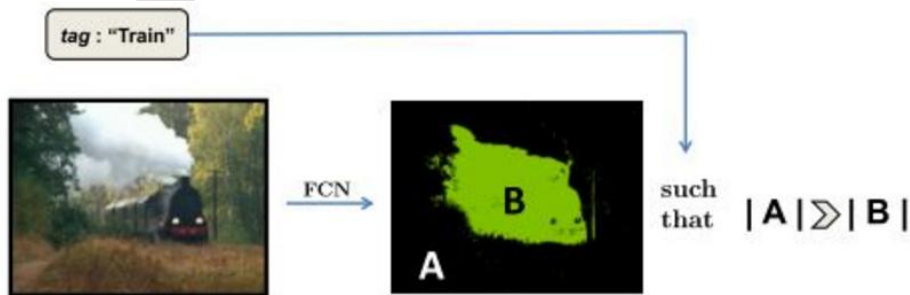 tag : “Train”
FCN
B
A
such
that
| A | ⋝ | B |